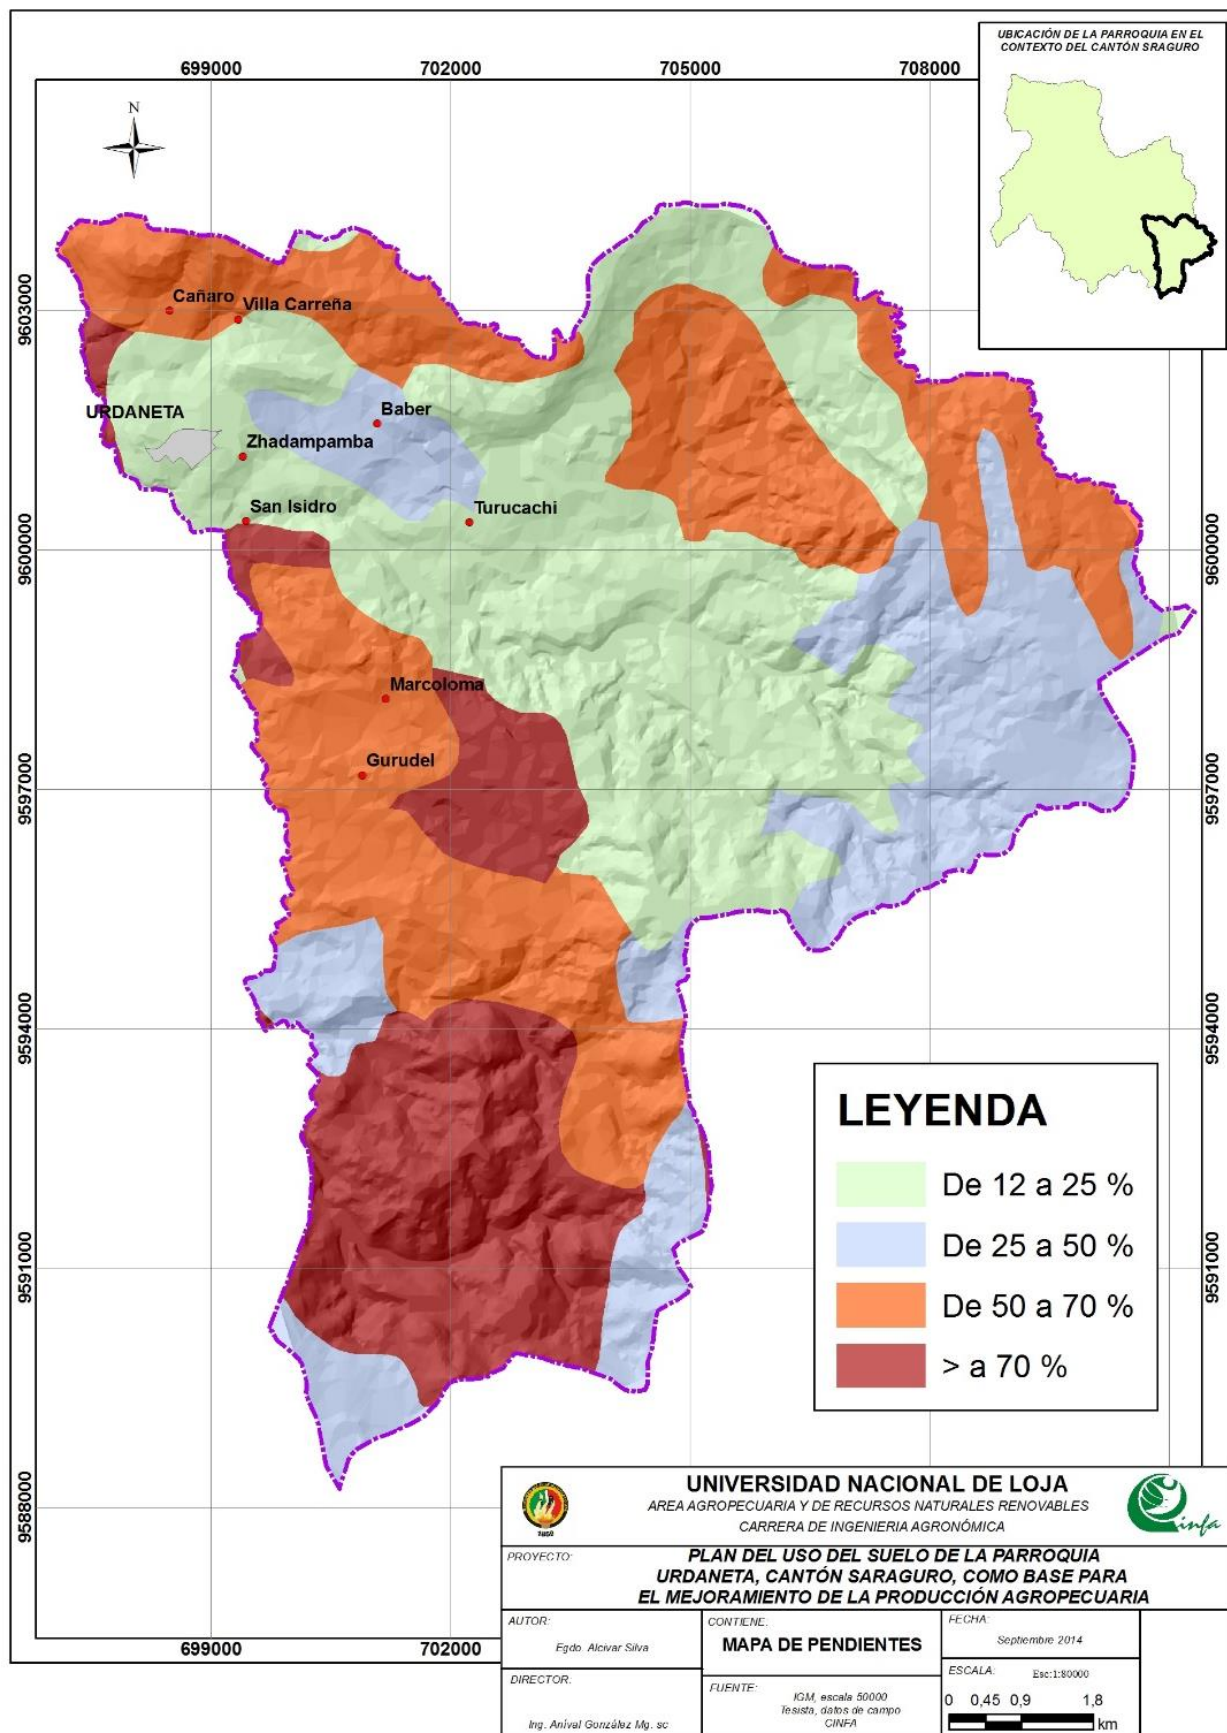 UBICACIÓN DE LA PARROQUIA EN EL
CONTEXTO DEL CANTÓN SRAGURO
699000
702000
705000
708000
N
9603000
Cañaro
Villa Carreña
URDANETA
Baber
Zhadampamba
San Isidro
Turucachi
9600000
9600000
Marcoloma
Gurudel
9597000
9597000
9594000
9594000
LEYENDA
De 12 a 25 %
De 25 a 50 %
De 50 a 70 %
> a 70 %
9591000
9591000
9588000
699000
702000
UNIVERSIDAD NACIONAL DE LOJA
AREA AGROPECUARIA Y DE RECURSOS NATURALES RENOVABLES
CARRERA DE INGENIERIA AGRONÓMICA
1859
infa
PROYECTO:
PLAN DEL USO DEL SUELO DE LA PARROQUIA
URDANETA, CANTÓN SARAGURO, COMO BASE PARA
EL MEJORAMIENTO DE LA PRODUCCIÓN AGROPECUARIA
AUTOR:
Egdo. Alcivar Silva
CONTIENE:
MAPA DE PENDIENTES
FECHA:
Septiembre 2014
DIRECTOR:
Ing. Aníval González Mg. sc
FUENTE:
IGM, escala 50000
Tesista, datos de campo
CINFA
ESCALA:
Esc:1:80000
0 0,45 0,9 1,8
km